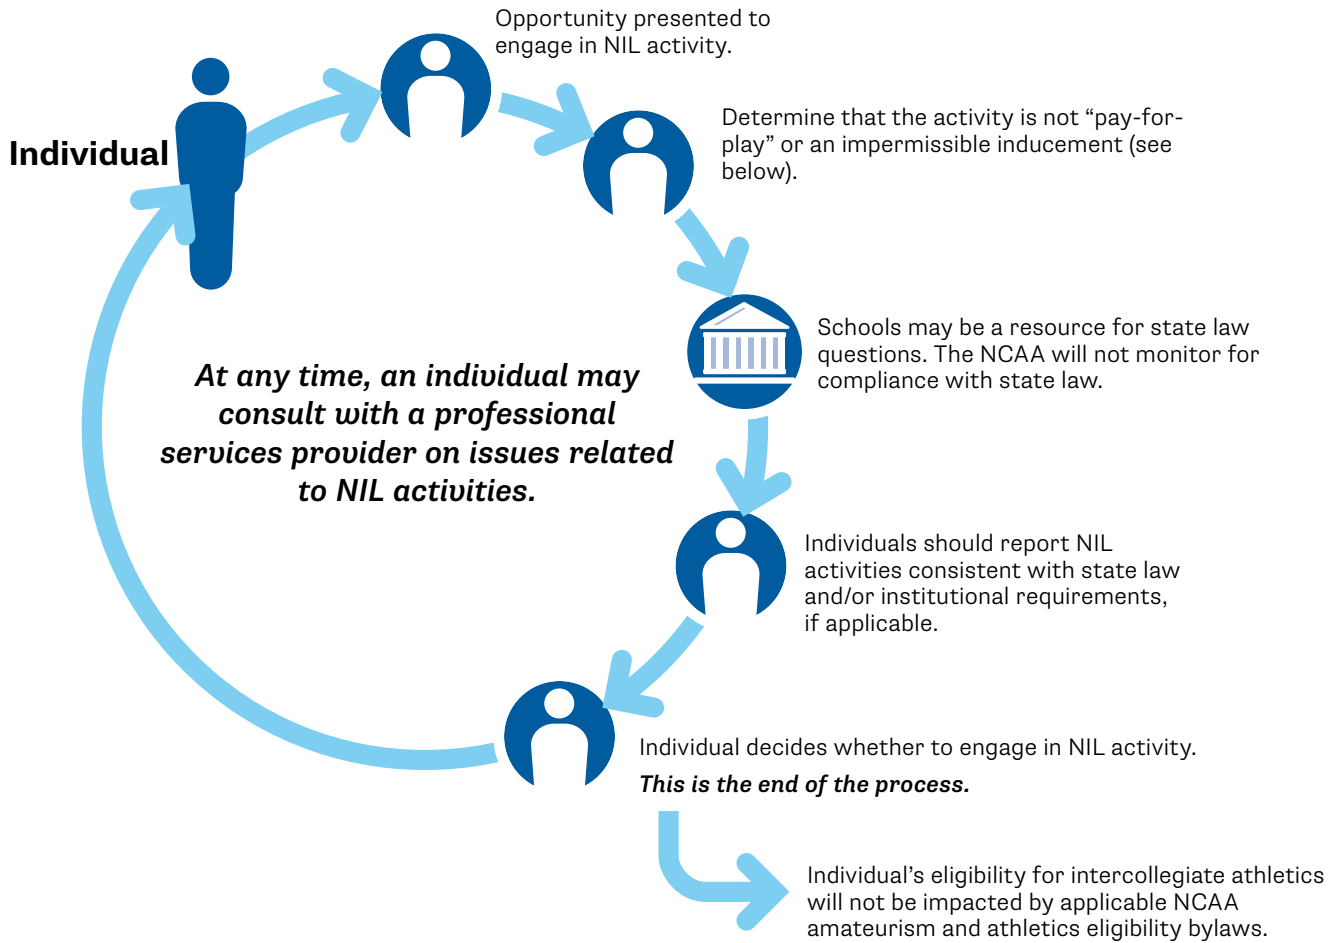 Opportunity presented to
engage in NIL activity.
Individual
Determine that the activity is not “pay-for-
play” or an impermissible inducement (see
below).
Schools may be a resource for state law
questions. The NCAA will not monitor for
compliance with state law.
At any time, an individual may
consult with a professional
services provider on issues related
to NIL activities.
Individuals should report NIL
activities consistent with state law
and/or institutional requirements,
if applicable.
Individual decides whether to engage in NIL activity.
This is the end of the process.
Individual’s eligibility for intercollegiate athletics
will not be impacted by applicable NCAA
amateurism and athletics eligibility bylaws.